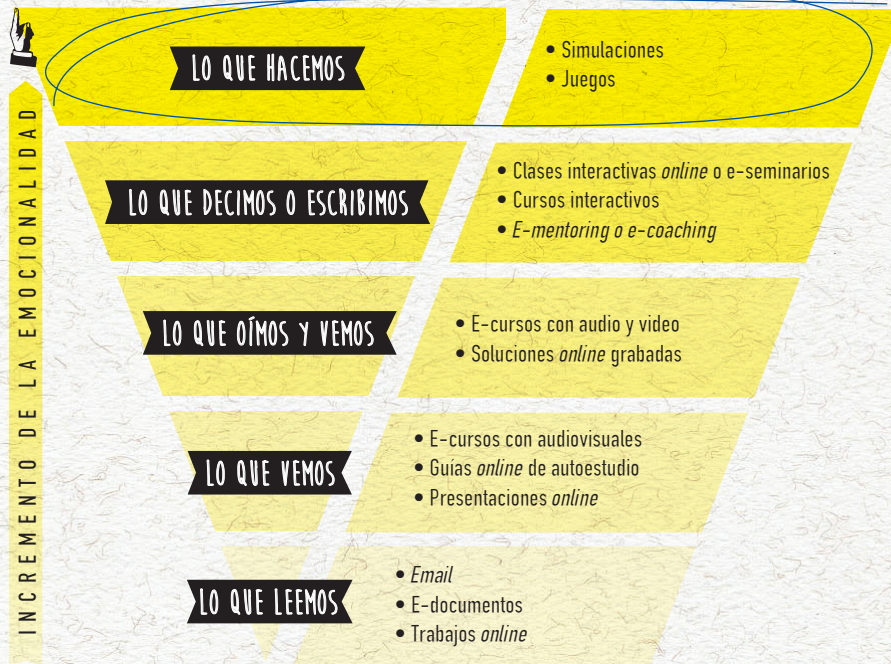 LO QUE HACEMOS
• Simulaciones
• Juegos
LO QUE DECIMOS O ESCRIBIMOS
• Clases interactivas online o e-seminarios
• Cursos interactivos
• E-mentoring o e-coaching
LO QUE OÍMOS Y VEMOS
• E-cursos con audio y video
• Soluciones online grabadas
LO QUE VEMOS
• E-cursos con audiovisuales
• Guías online de autoestudio
• Presentaciones online
LO QUE LEEMOS
• Email
• E-documentos
• Trabajos online
INCREMENTO DE LA EMOCIONALIDAD